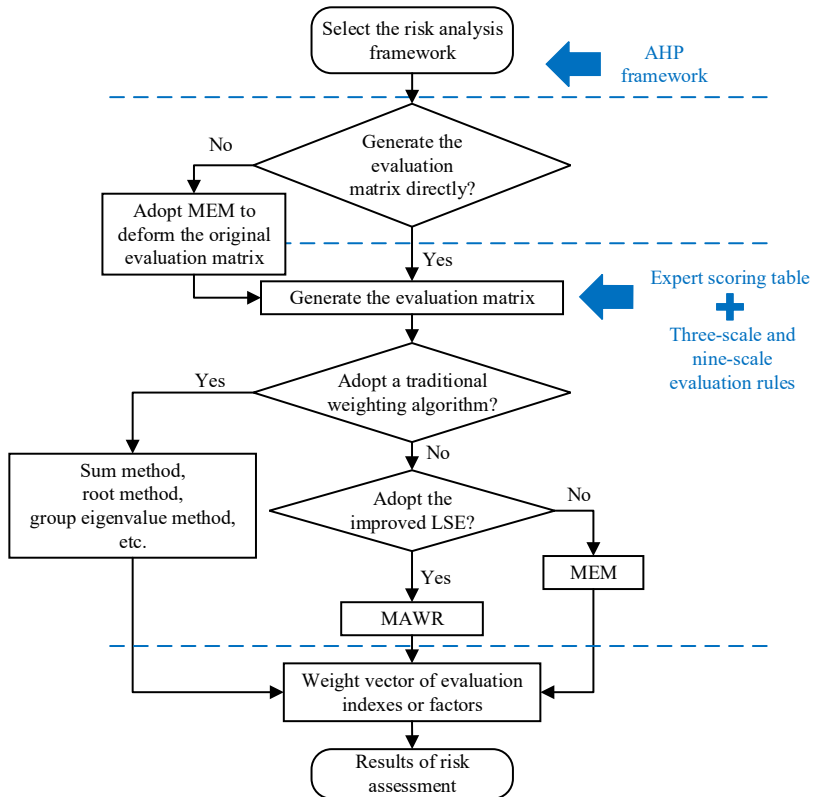 Select the risk analysis
framework
AHP
framework
Generate the
evaluation
matrix directly?
No
Adopt MEM to
deform the original
evaluation matrix
Yes
Generate the evaluation matrix
Expert scoring table
Three-scale and
nine-scale
evaluation rules
Adopt a traditional
weighting algorithm?
Yes
No
Sum method,
root method,
group eigenvalue method,
etc.
Adopt the
improved LSE?
No
Yes
MEM
MAWR
Weight vector of evaluation
indexes or factors
Results of risk
assessment